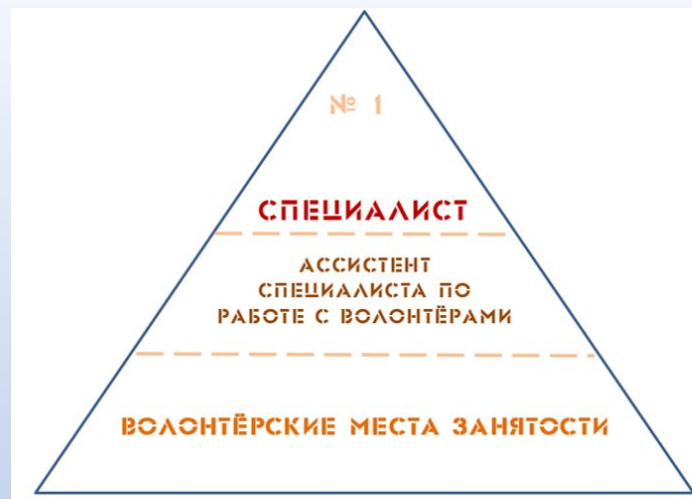 № 1
СПЕЦИАЛИСТ
АССИСТЕНТ
СПЕЦИАЛИСТА ПО
РАБОТЕ С ВОЛОНТЁРАМИ
ВОЛОНТЁРСКИЕ МЕСТА ЗАНЯТОСТИ